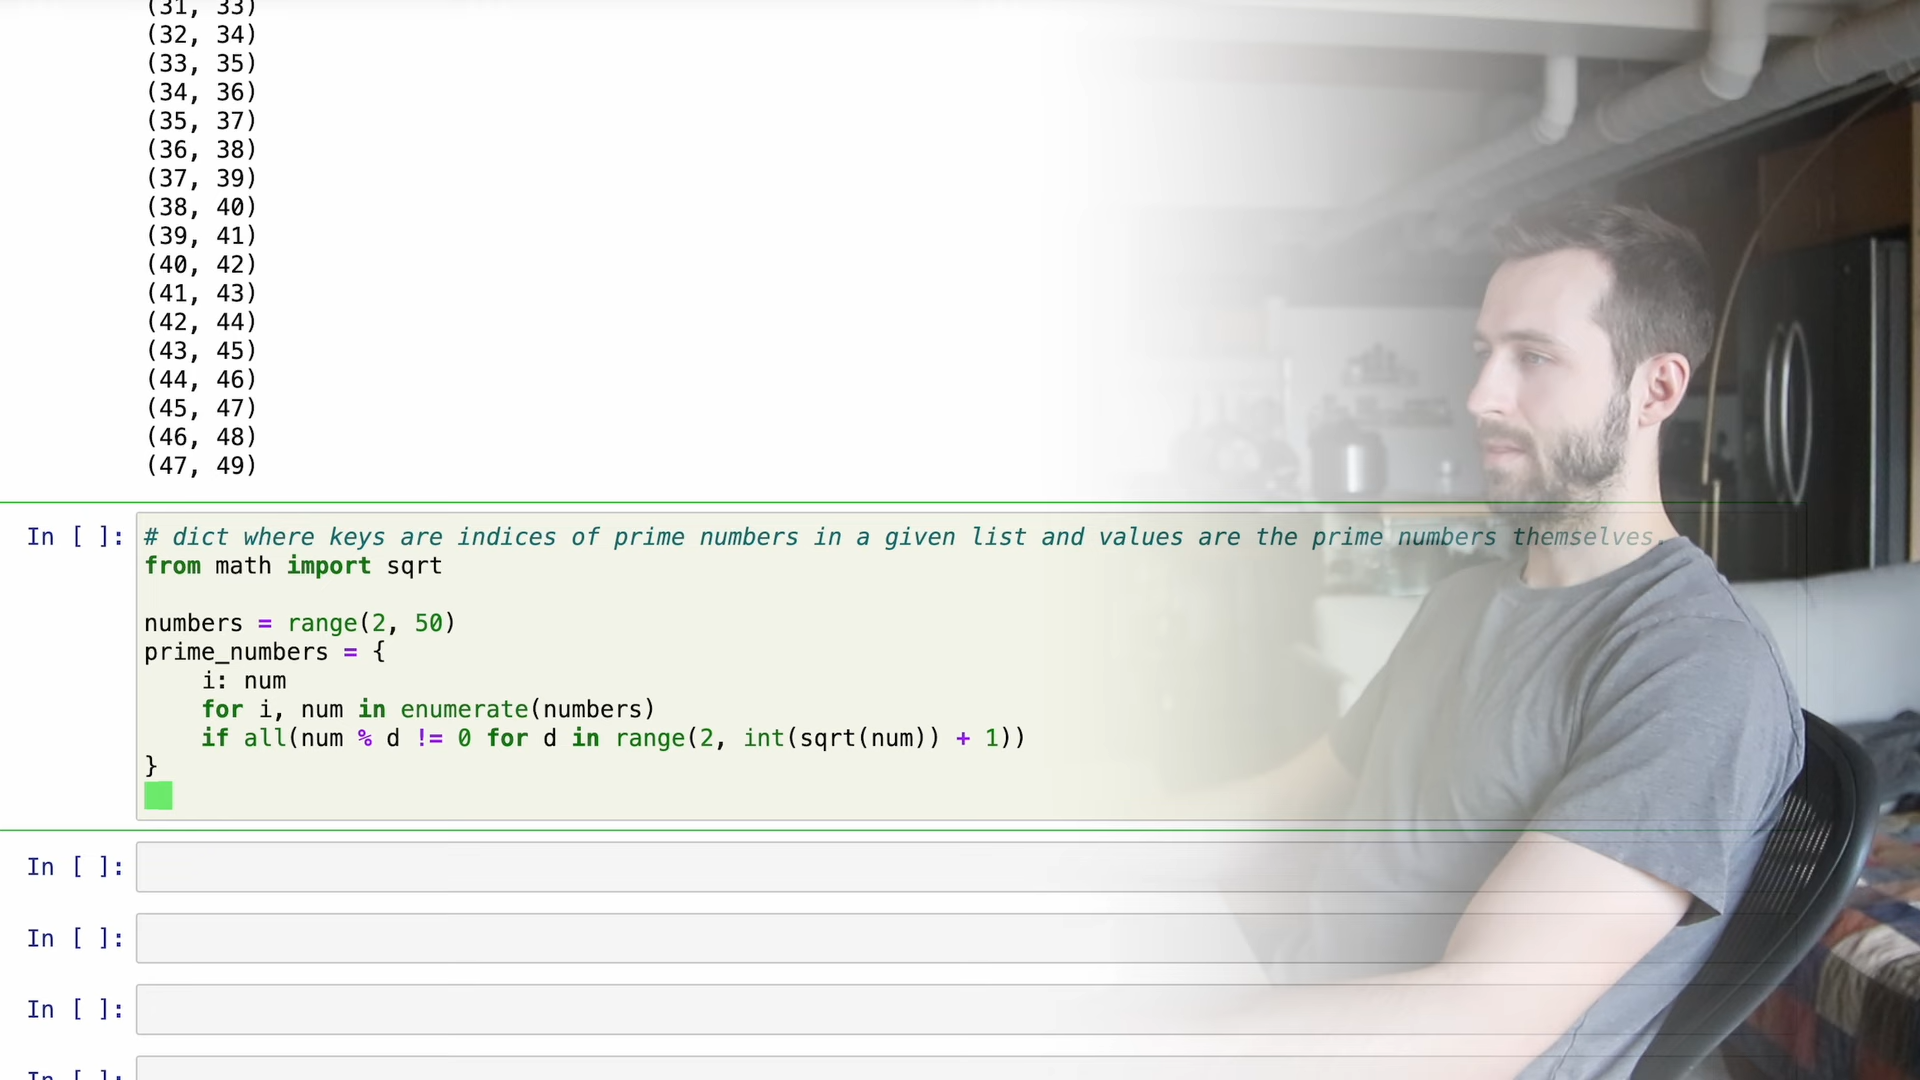 (31, 33)
(32, 34)
(33, 35)
(34, 36)
(35, 37)
(36, 38)
(37, 39)
(38, 40)
(39, 41)
(40, 42)
(41, 43)
(42, 44)
(43, 45)
(44, 46)
(45, 47)
(46, 48)
(47, 49)
In [ ]: # dict where keys are indices of prime numbers in a given list and values are the prime numbers themselves.
from math import sqrt
numbers = range(2, 50)
prime_numbers = {
    i: num
    for i, num in enumerate(numbers)
    if all(num % d != 0 for d in range(2, int(sqrt(num)) + 1))
}
In [ ]:
In [ ]:
In [ ]:
In [ ]: